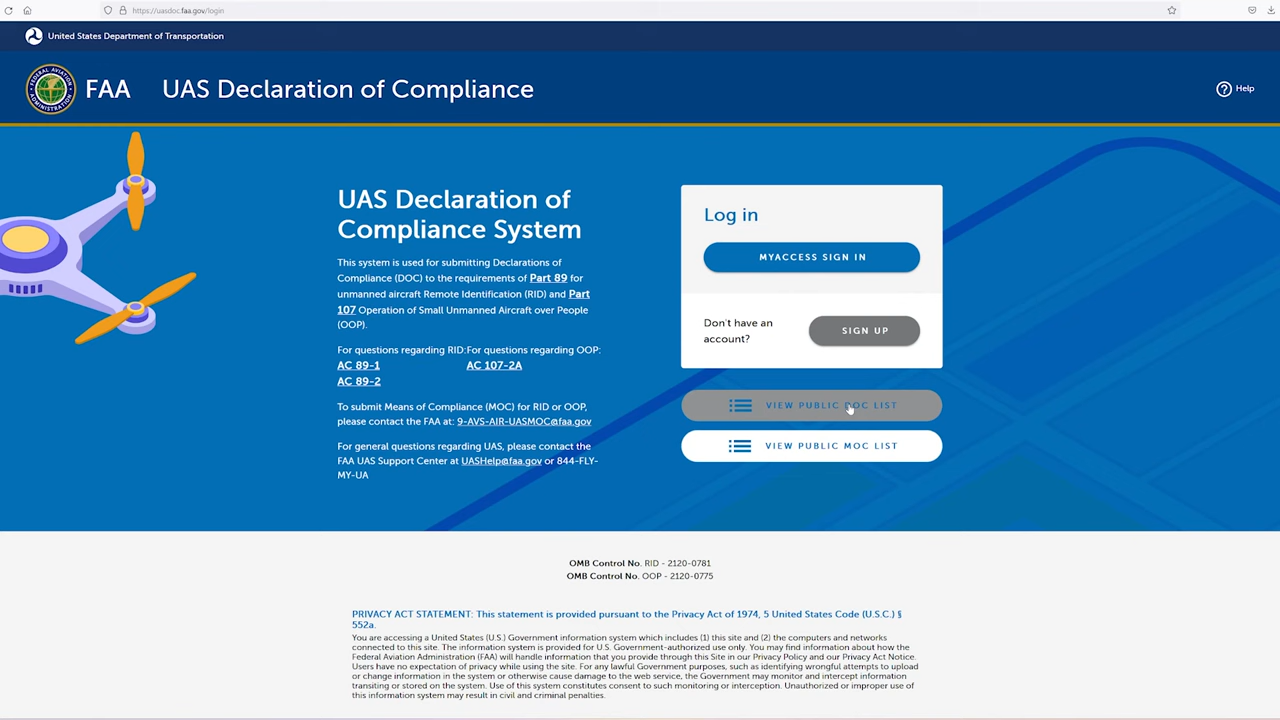 https://uasdoc.faa.gov/login
United States Department of Transportation
FAA
UAS Declaration of Compliance
Help
UAS Declaration of
Compliance System
This system is used for submitting Declarations of
Compliance (DOC) to the requirements of Part 89 for
unmanned aircraft Remote Identification (RID) and Part
107 Operation of Small Unmanned Aircraft over People
(OOP).
For questions regarding RID:For questions regarding OOP:
AC 89-1
AC 107-2A
AC 89-2
To submit Means of Compliance (MOC) for RID or OOP,
please contact the FAA at: 9-AVS-AIR-UASMOC@faa.gov
For general questions regarding UAS, please contact the
FAA UAS Support Center at UASHelp@faa.gov or 844-FLY-
MY-UA
Log in
MYACCESS SIGN IN
Don't have an
account?
SIGN UP
VIEW PUBLIC DOC LIST
VIEW PUBLIC MOC LIST
OMB Control No. RID - 2120-0781
OMB Control No. OOP - 2120-0775
PRIVACY ACT STATEMENT: This statement is provided pursuant to the Privacy Act of 1974, 5 United States Code (U.S.C.) §
552a.
You are accessing a United States (U.S.) Government information system which includes (1) this site and (2) the computers and networks
connected to this site. The information system is provided for U.S. Government-authorized use only. You may find information about how the
Federal Aviation Administration (FAA) will handle information that you provide through this Site in our Privacy Policy and our Privacy Act Notice.
Users have no expectation of privacy while using the site. For any lawful Government purposes, such as identifying wrongful attempts to upload
or change information in the system or otherwise cause damage to the web service, the Government may monitor and intercept information
transiting or stored on the system. Use of this system constitutes consent to such monitoring or interception. Unauthorized or improper use of
this information system may result in civil and criminal penalties.